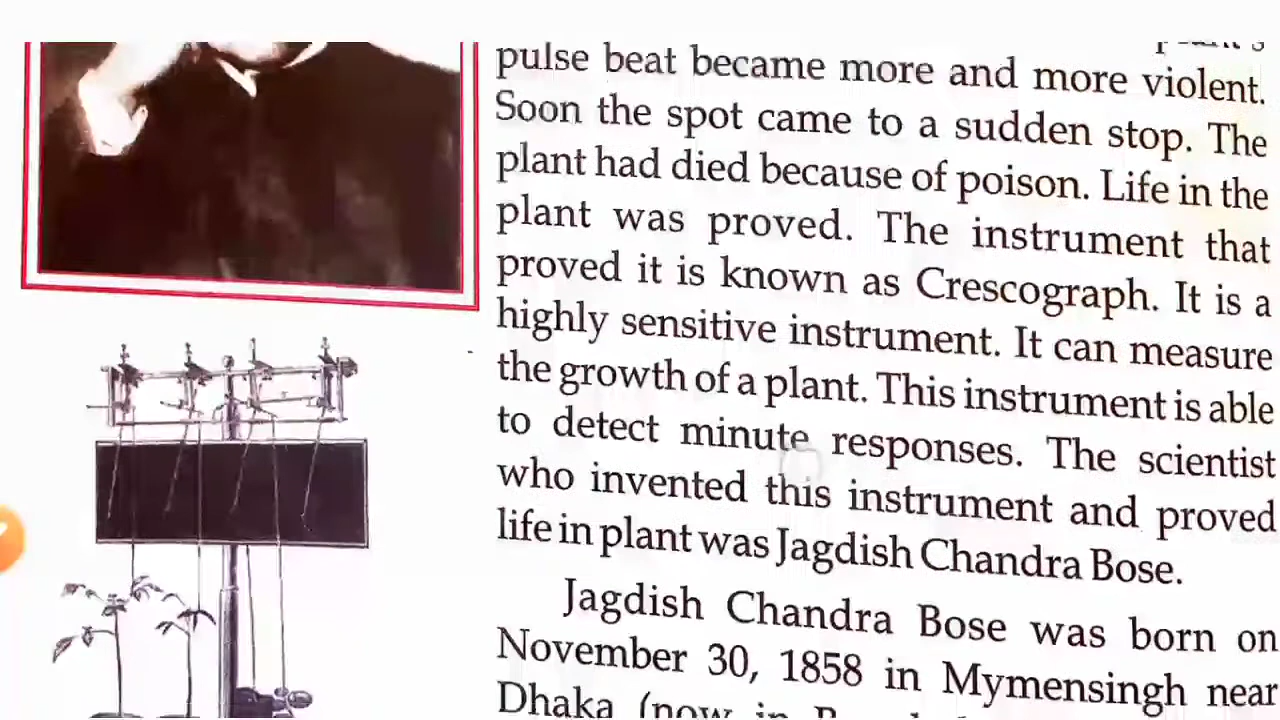 pulse beat became more and more violent.
Soon the spot came to a sudden stop. The
plant had died because of poison. Life in the
plant was proved. The instrument that
proved it is known as Crescograph. It is a
highly sensitive instrument. It can measure
the growth of a plant. This instrument is able
to detect minute responses. The scientist
who invented this instrument and proved
life in plant was Jagdish Chandra Bose.
Jagdish Chandra Bose was born on
November 30, 1858 in Mymensingh near
Dhaka (now in